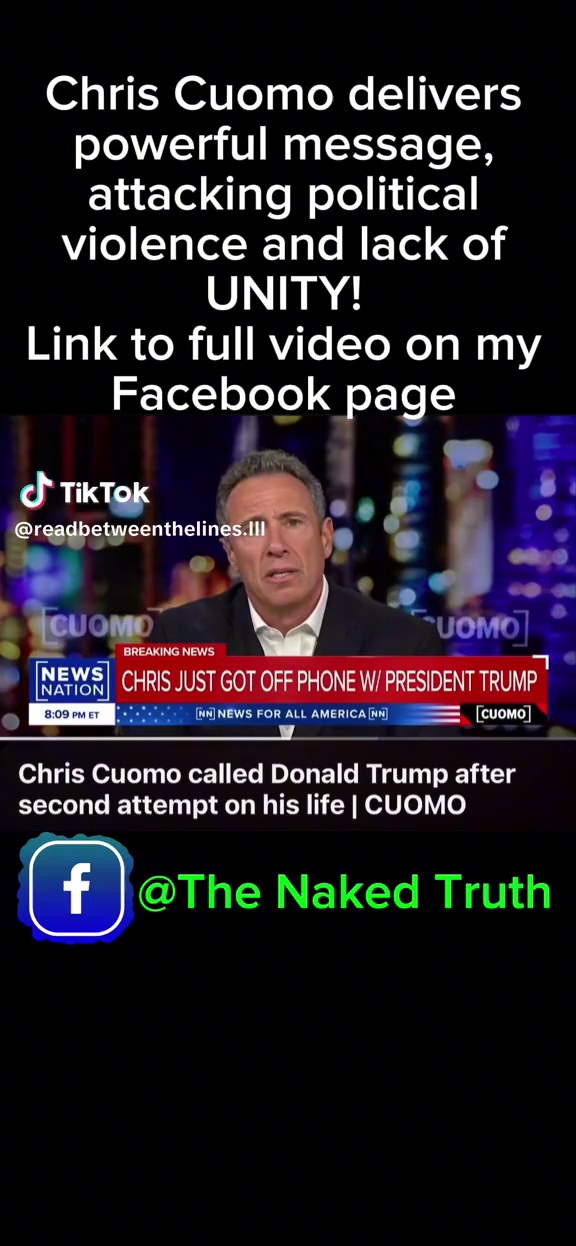 Chris Cuomo delivers
powerful message,
attacking political
violence and lack of
UNITY!
Link to full video on my
Facebook page
TikTok
@readbetweenthelines.lll
[CUOMO]
CUOMO]
BREAKING NEWS
NEWS
NATION
CHRIS JUST GOT OFF PHONE W/ PRESIDENT TRUMP
8:09 PM ET
NN NEWS FOR ALL AMERICA NN
[CUOMO]
Chris Cuomo called Donald Trump after
second attempt on his life | CUOMO
f
@The Naked Truth